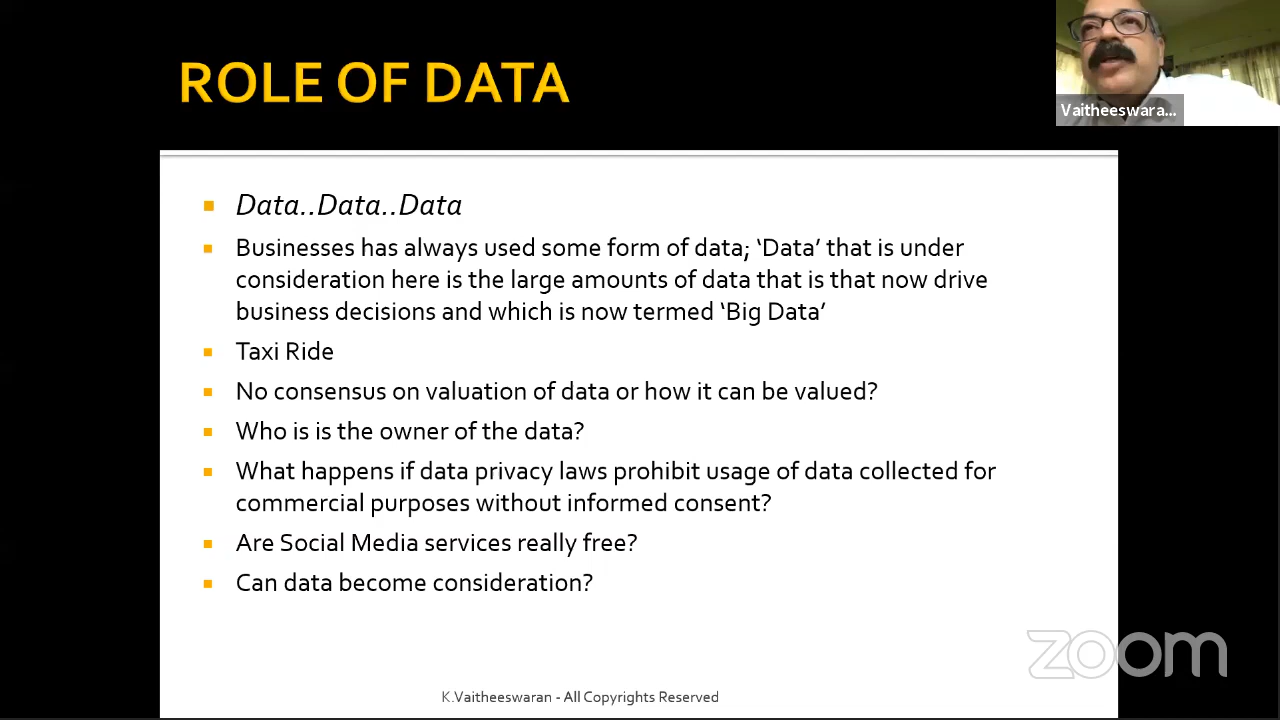 ROLE OF DATA
Vaitheeswara...
Data..Data..Data
Businesses has always used some form of data; ‘Data’ that is under
consideration here is the large amounts of data that is that now drive
business decisions and which is now termed ‘Big Data’
Taxi Ride
No consensus on valuation of data or how it can be valued?
Who is is the owner of the data?
What happens if data privacy laws prohibit usage of data collected for
commercial purposes without informed consent?
Are Social Media services really free?
Can data become consideration?
zoom
K.Vaitheeswaran - All Copyrights Reserved